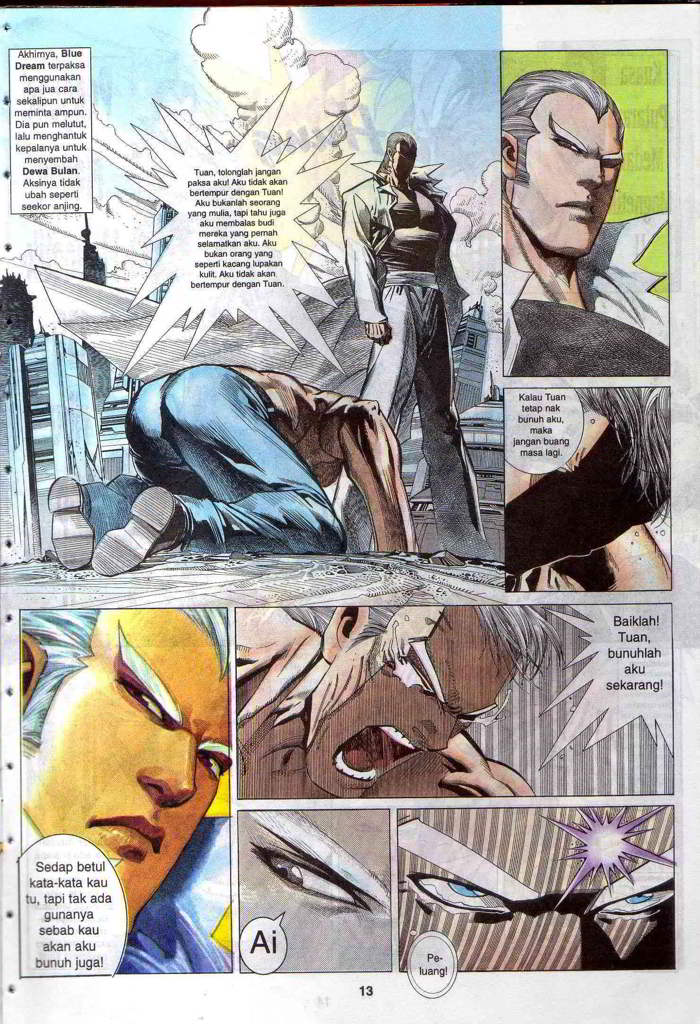 Akhirnya, Blue
Dream terpaksa
menggunakan
apa jua cara
sekalipun untuk
meminta ampun.
Dia pun melutut,
lalu menghantuk
kepalanya untuk
menyembah
Dewa Bulan.
Aksinya tidak
ubah seperti
seekor anjing.
Tuan, tolonglah jangan
paksa aku! Aku tidak akan
bertempur dengan Tuan!
Aku bukanlah seorang
yang mulia, tapi tahu juga
aku membalas budi
mereka yang pernah
selamatkan aku. Aku
bukan orang yang
seperti kacang lupakan
kulit. Aku tidak akan
bertempur dengan Tuan.
Kalau Tuan
tetap nak
bunuh aku,
maka
jangan buang
masa lagi.
Baiklah!
Tuan,
bunuhlah
aku
sekarang!
Sedap betul
kata-kata kau
tu, tapi tak ada
gunanya
sebab kau
akan aku
bunuh juga!
Ai
Pe-
luang!
13